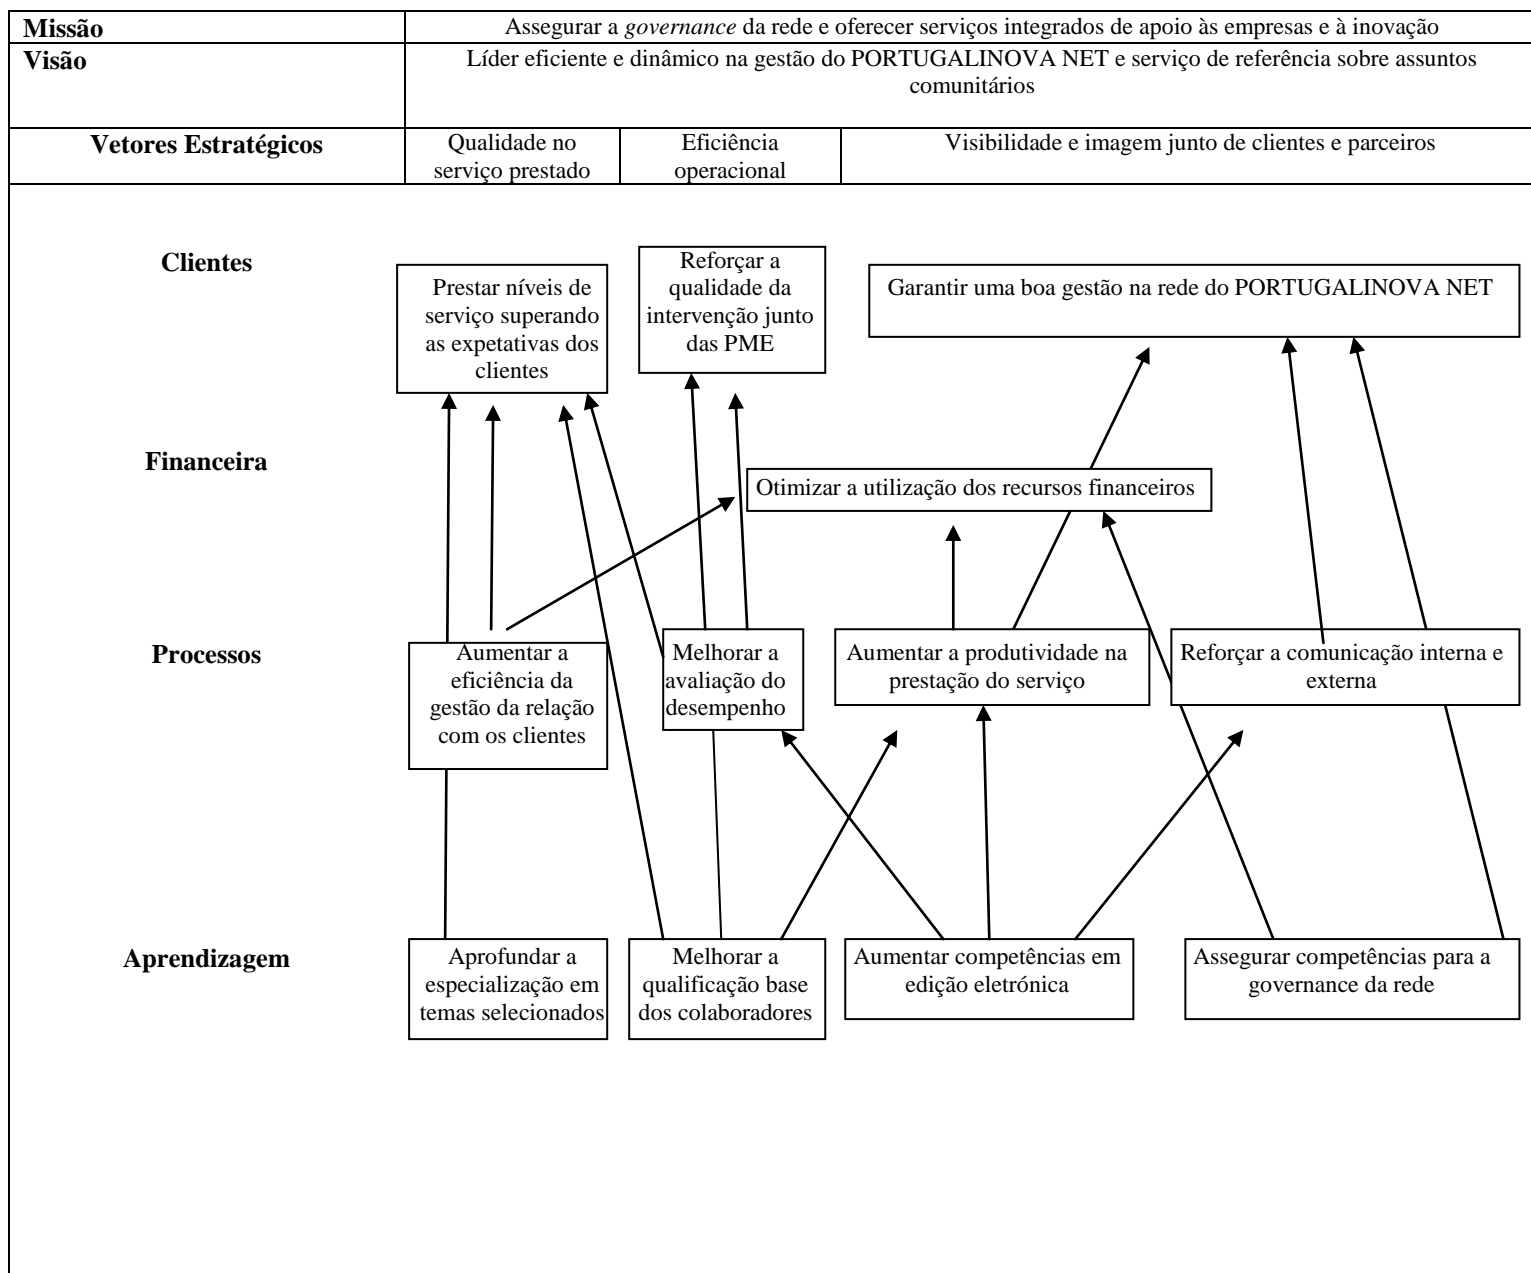 Missão
Assegurar a governance da rede e oferecer serviços integrados de apoio às empresas e à inovação
Visão
Líder eficiente e dinâmico na gestão do PORTUGALINOVA NET e serviço de referência sobre assuntos
comunitários
Vetores Estratégicos
Qualidade no
serviço prestado
Eficiência
operacional
Visibilidade e imagem junto de clientes e parceiros
Clientes
Prestar níveis de
serviço superando
as expetativas dos
clientes
Reforçar a
qualidade da
intervenção junto
das PME
Garantir uma boa gestão na rede do PORTUGALINOVA NET
Financeira
Otimizar a utilização dos recursos financeiros
Processos
Aumentar a
eficiência da
gestão da relação
com os clientes
Melhorar a
avaliação do
desempenho
Aumentar a produtividade na
prestação do serviço
Reforçar a comunicação interna e
externa
Aprendizagem
Aprofundar a
especialização em
temas selecionados
Melhorar a
qualificação base
dos colaboradores
Aumentar competências em
edição eletrónica
Assegurar competências para a
governance da rede